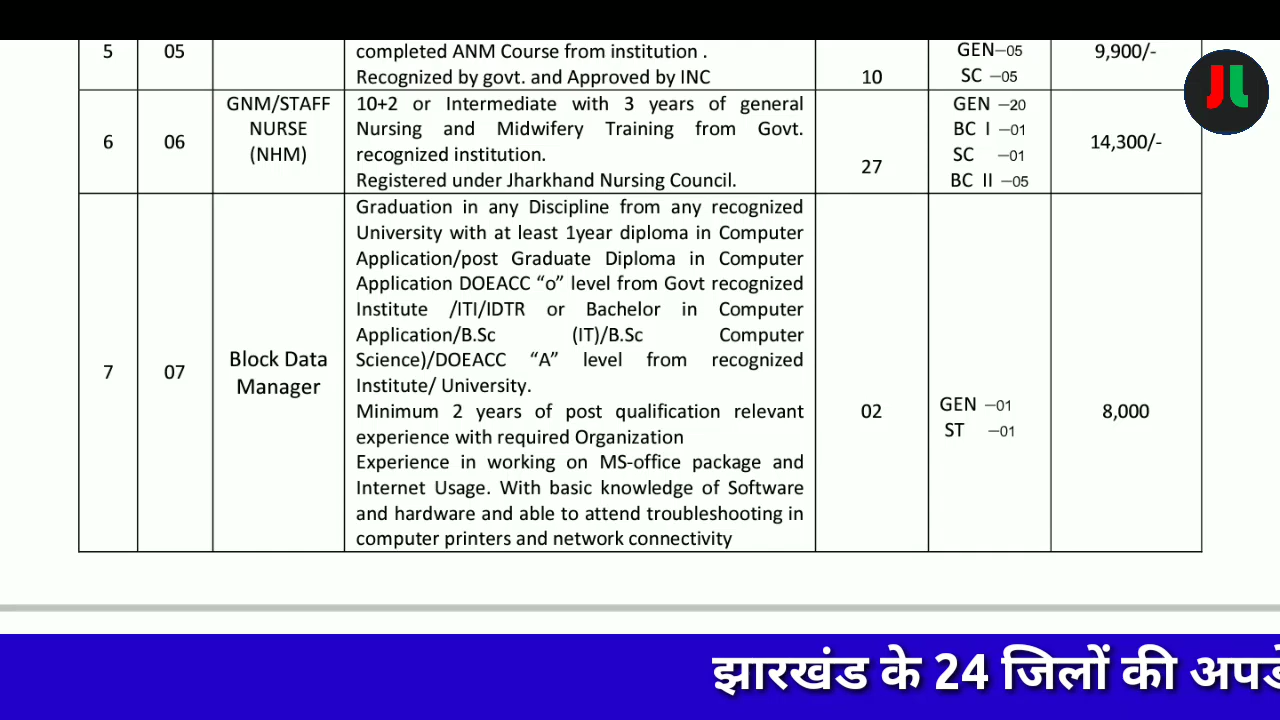 5
05
completed ANM Course from institution .
Recognized by govt. and Approved by INC
10
GEN–05
SC –05
9,900/-
6
06
GNM/STAFF
NURSE
(NHM)
10+2 or Intermediate with 3 years of general
Nursing and Midwifery Training from Govt.
recognized institution.
Registered under Jharkhand Nursing Council.
27
GEN –20
BC I –01
SC –01
BC II –05
14,300/-
7
07
Block Data
Manager
Graduation in any Discipline from any recognized
University with at least 1year diploma in Computer
Application/post Graduate Diploma in Computer
Application DOEACC “o” level from Govt recognized
Institute /ITI/IDTR or Bachelor in Computer
Application/B.Sc (IT)/B.Sc Computer
Science)/DOEACC “A” level from recognized
Institute/ University.
Minimum 2 years of post qualification relevant
experience with required Organization
Experience in working on MS-office package and
Internet Usage. With basic knowledge of Software
and hardware and able to attend troubleshooting in
computer printers and network connectivity
02
GEN –01
ST –01
8,000
JL
झारखंड के 24 जिलों की